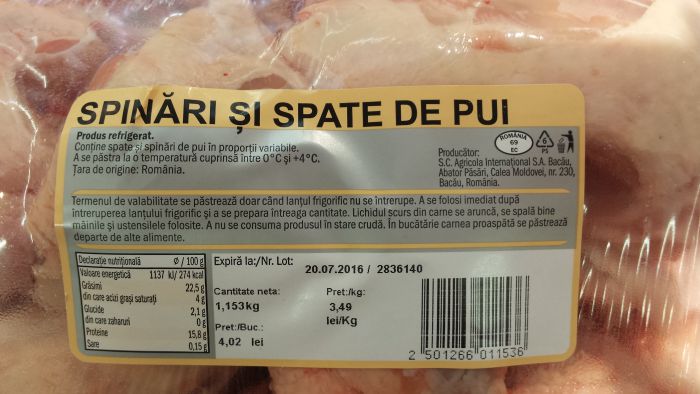 SPINĂRI ȘI SPATE DE PUI
Produs refrigerat.
Conține spate și spinări de pui în proporții variabile.
A se păstra la o temperatură cuprinsă între 0°C și +4°C.
Țara de origine: România.
ROMÂNIA
69
EC
6
PS
Producător:
S.C. Agricola Internațional S.A. Bacău,
Abator Păsări, Calea Moldovei, nr. 230,
Bacău, România.
Termenul de valabilitate se păstrează doar când lanțul frigorific nu se întrerupe. A se folosi imediat după
întreruperea lanțului frigorific și a se prepara întreaga cantitate. Lichidul scurs din carne se aruncă, se spală bine
mâinile și ustensilele folosite. A nu se consuma produsul în stare crudă. În bucătărie carnea proaspătă se păstrează
departe de alte alimente.
Declarație nutrițională ø / 100 g
Valoare energetică 1137 kJ/ 274 kcal
Grăsimi 22,5 g
din care acizi grași saturați 4 g
Glucide 2,1 g
din care zaharuri 0 g
Proteine 15,8 g
Sare 0,15 g
Expiră la:/Nr. Lot:
20.07.2016 / 2836140
Cantitate neta: Preț:/kg:
1,153kg 3,49
lei/Kg
Preț:/Buc.:
4,02 lei
2 501266 011536